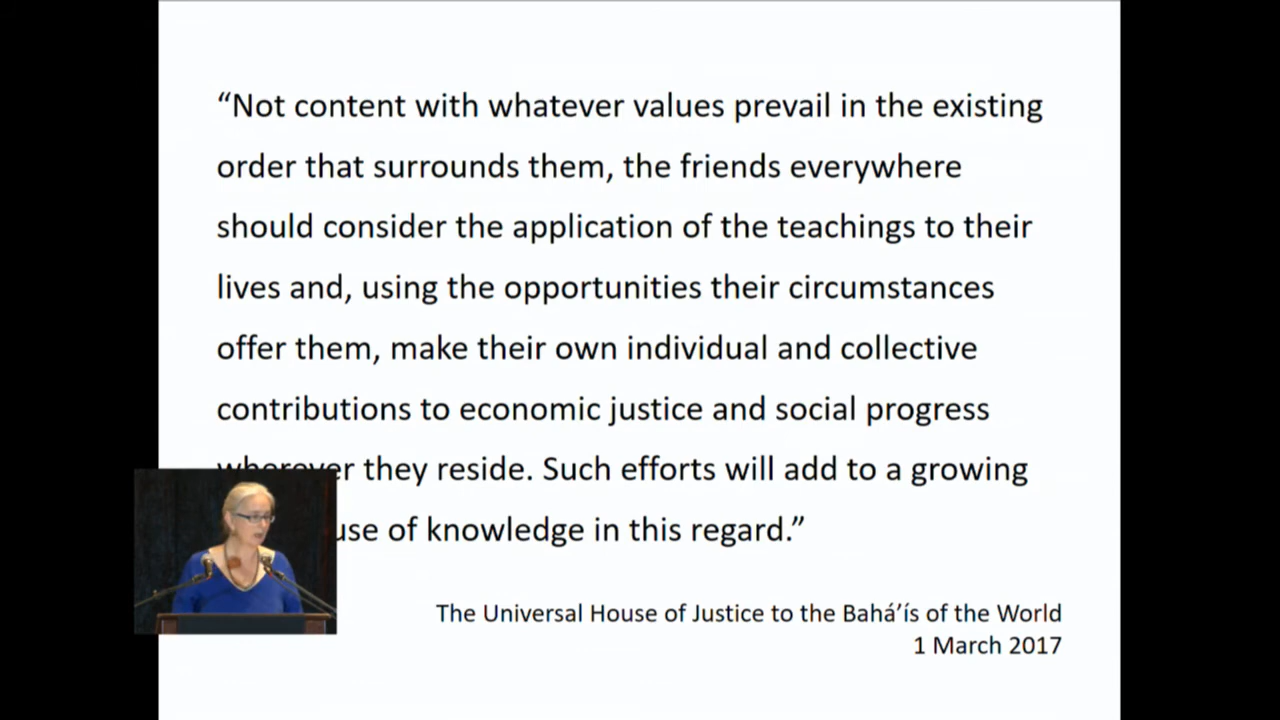 “Not content with whatever values prevail in the existing
order that surrounds them, the friends everywhere
should consider the application of the teachings to their
lives and, using the opportunities their circumstances
offer them, make their own individual and collective
contributions to economic justice and social progress
wherever they reside. Such efforts will add to a growing
use of knowledge in this regard.”
The Universal House of Justice to the Bahá’ís of the World
1 March 2017